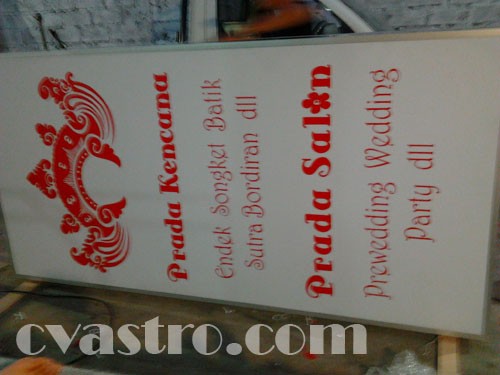 Prada Kencana
Endek Songket Batik
Sutra Bordiran dll
Prada Salon
Prewedding Wedding
Party dll
cvastro.com